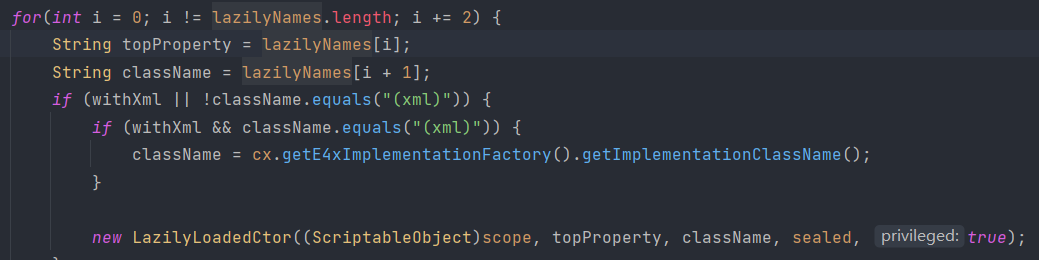 for(int i = 0; i != lazilyNames.length; i += 2) {
String topProperty = lazilyNames[i];
String className = lazilyNames[i + 1];
if (withXml || !className.equals("(xml)")) {
if (withXml && className.equals("(xml)")) {
className = cx.getE4xImplementationFactory().getImplementationClassName();
}
new LazilyLoadedCtor((ScriptableObject)scope, topProperty, className, sealed, privileged: true);
}